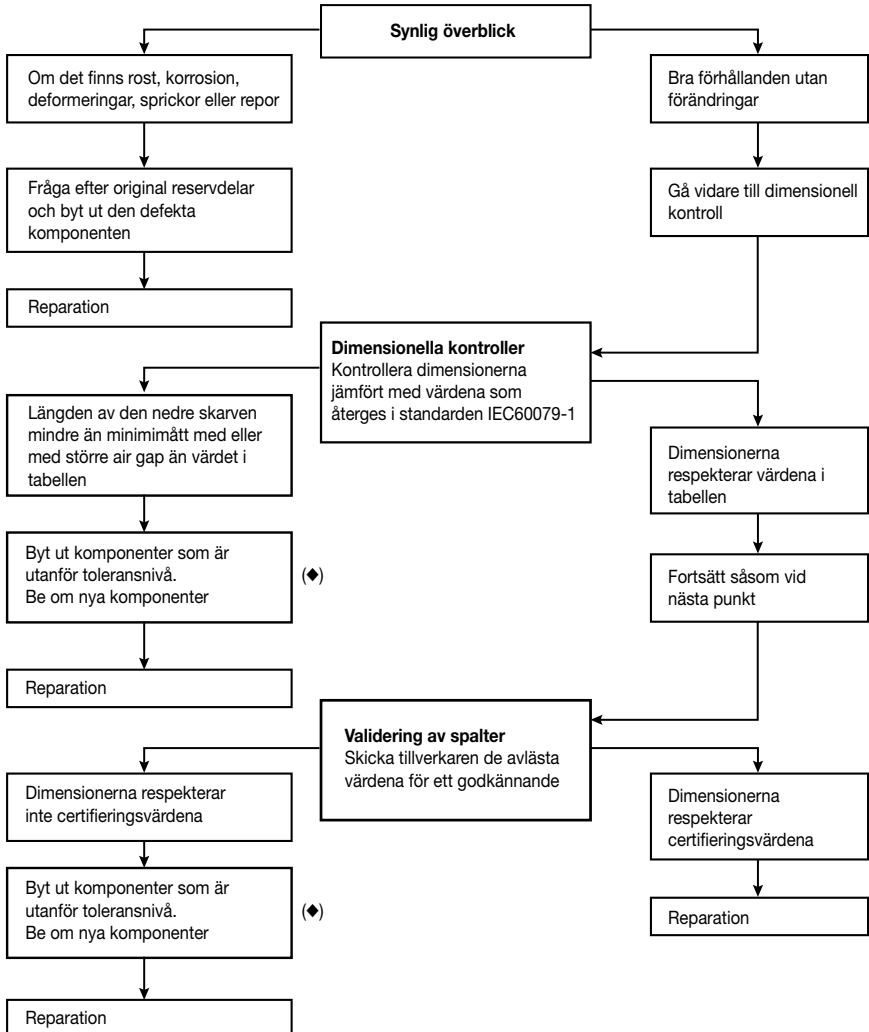 Synlig överblick
Om det finns rost, korrosion,
deformeringar, sprickor eller repor
Bra förhållanden utan
förändringar
Fråga efter original reservdelar
och byt ut den defekta
komponenten
Gå vidare till dimensionell
kontroll
Reparation
Dimensionella kontroller
Kontrollera dimensionerna
jämfört med värdena som
återges i standarden IEC60079-1
Längden av den nedre skarven
mindre än minimimått med eller
med större air gap än värdet i
tabellen
Dimensionerna
respekterar värdena i
tabellen
Byt ut komponenter som är
utanför toleransnivå.
Be om nya komponenter
(◆)
Fortsätt såsom vid
nästa punkt
Reparation
Validering av spalter
Skicka tillverkaren de avlästa
värdena för ett godkännande
Dimensionerna respekterar
inte certifieringsvärdena
Dimensionerna
respekterar
certifieringsvärdena
Byt ut komponenter som är
utanför toleransnivå.
Be om nya komponenter
(◆)
Reparation
Reparation